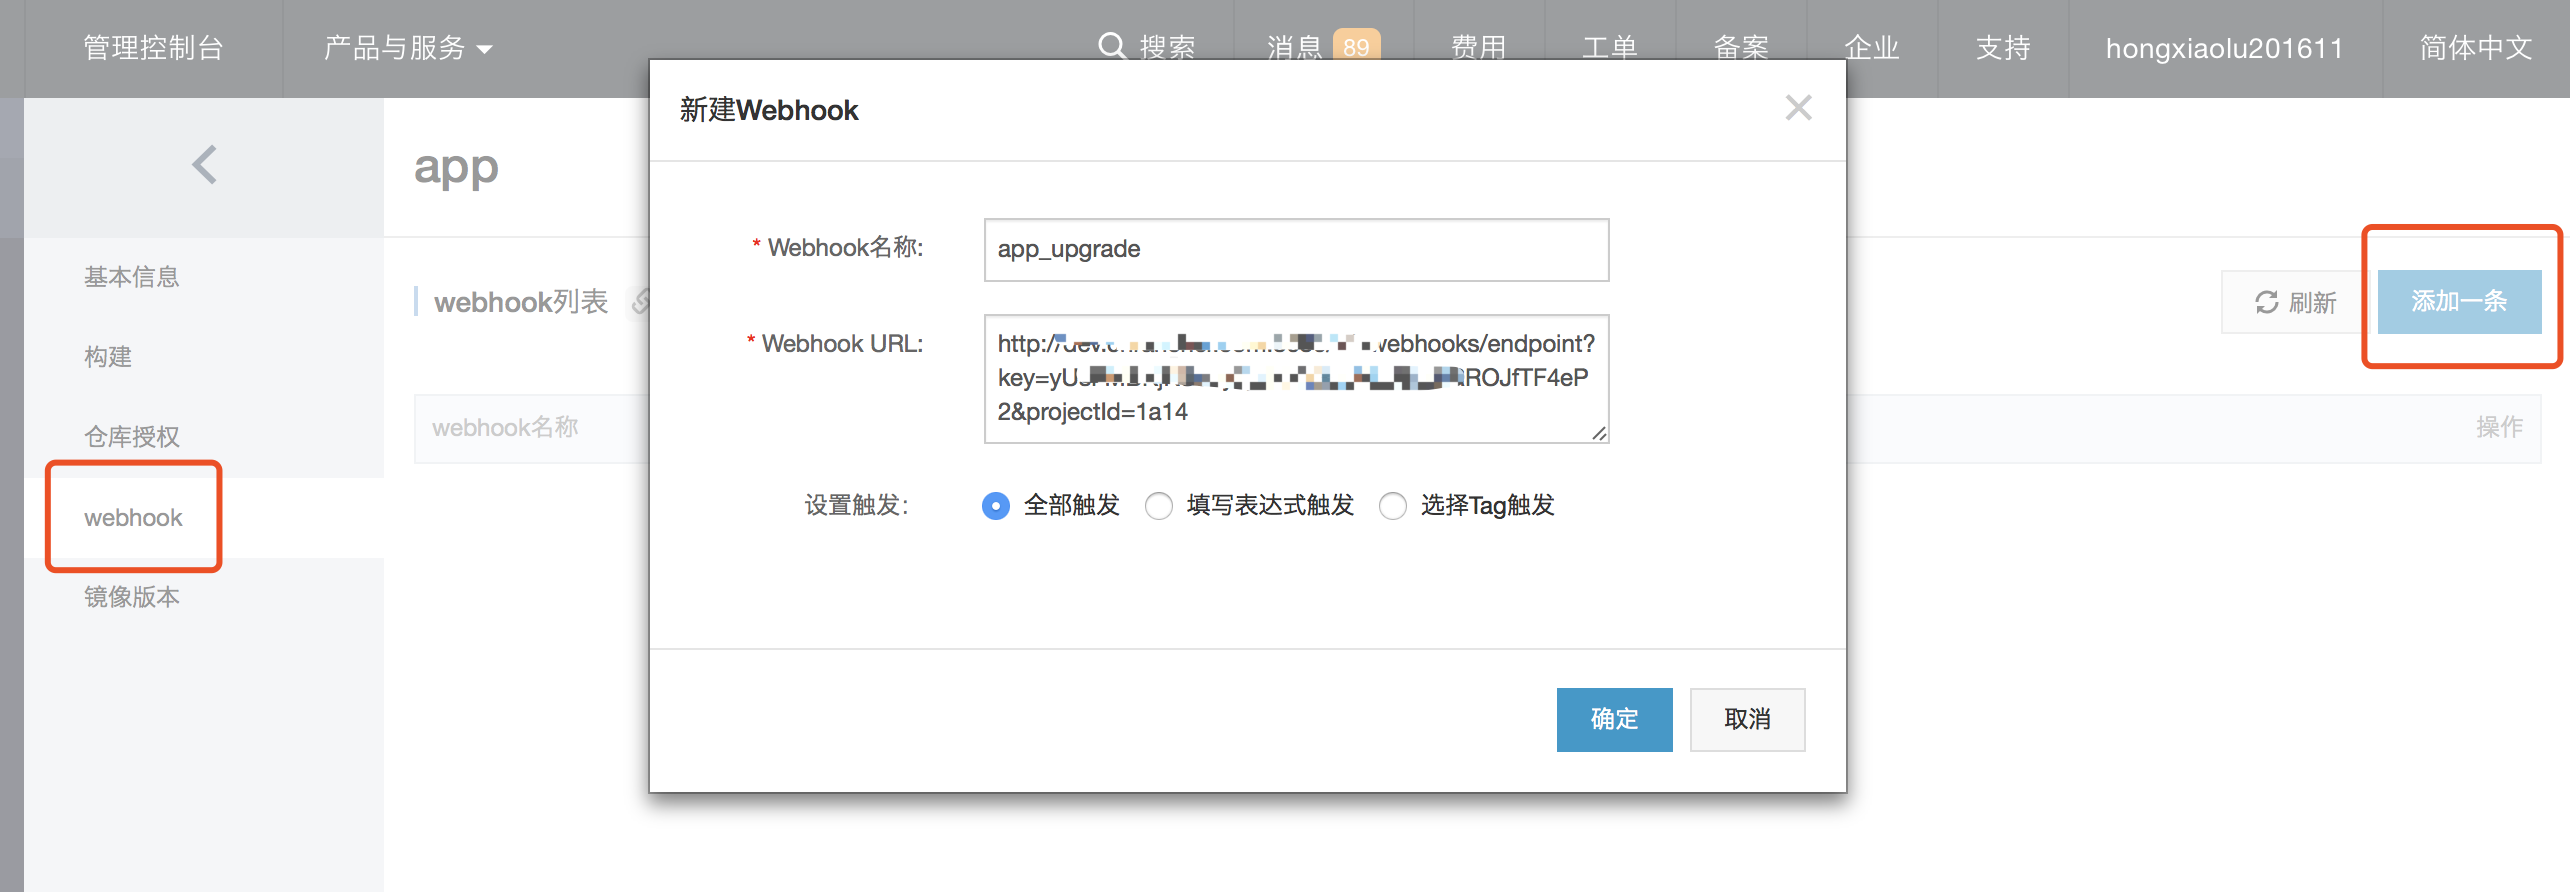 管理控制台
产品与服务
搜索
消息 89
费用
工单
备案
企业
支持
hongxiaolu201611
简体中文
app
基本信息
构建
仓库授权
webhook
镜像版本
webhook列表
刷新
添加一条
webhook名称
操作
新建Webhook
* Webhook名称:
app_upgrade
* Webhook URL:
http:// webhooks/endpoint?
key=yU ROJfTF4eP
2&projectId=1a14
设置触发:
全部触发
填写表达式触发
选择Tag触发
确定
取消